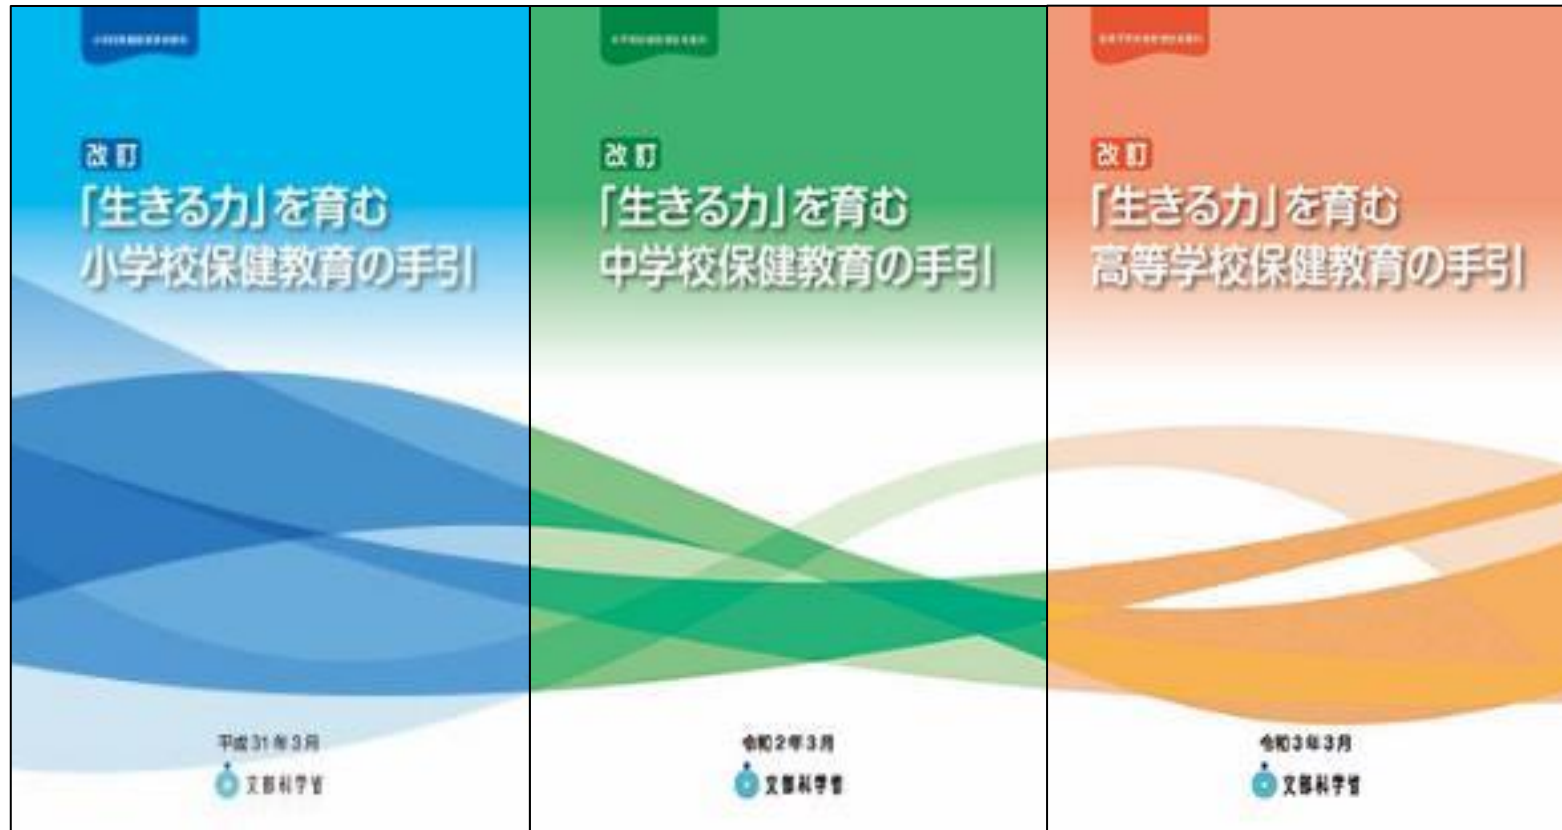 改訂
「生きる力」を育む
小学校保健教育の手引
平成31年3月
文部科学省
改訂
「生きる力」を育む
中学校保健教育の手引
令和2年3月
文部科学省
改訂
「生きる力」を育む
高等学校保健教育の手引
令和3年3月
文部科学省